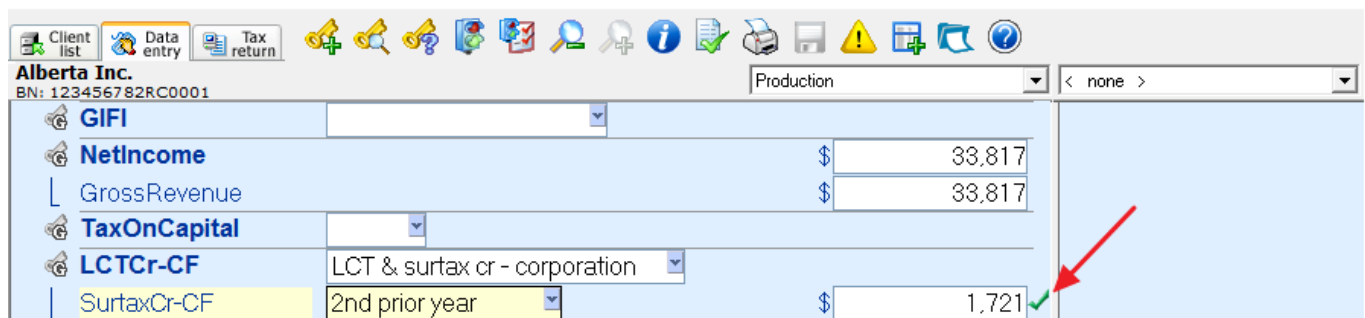 Client list Data entry Tax return
Alberta Inc.
BN: 123456782RC0001
Production < none >
GIFI
NetIncome $ 33,817
GrossRevenue $ 33,817
TaxOnCapital
LCTCr-CF LCT & surtax cr - corporation
SurtaxCr-CF 2nd prior year $ 1,721